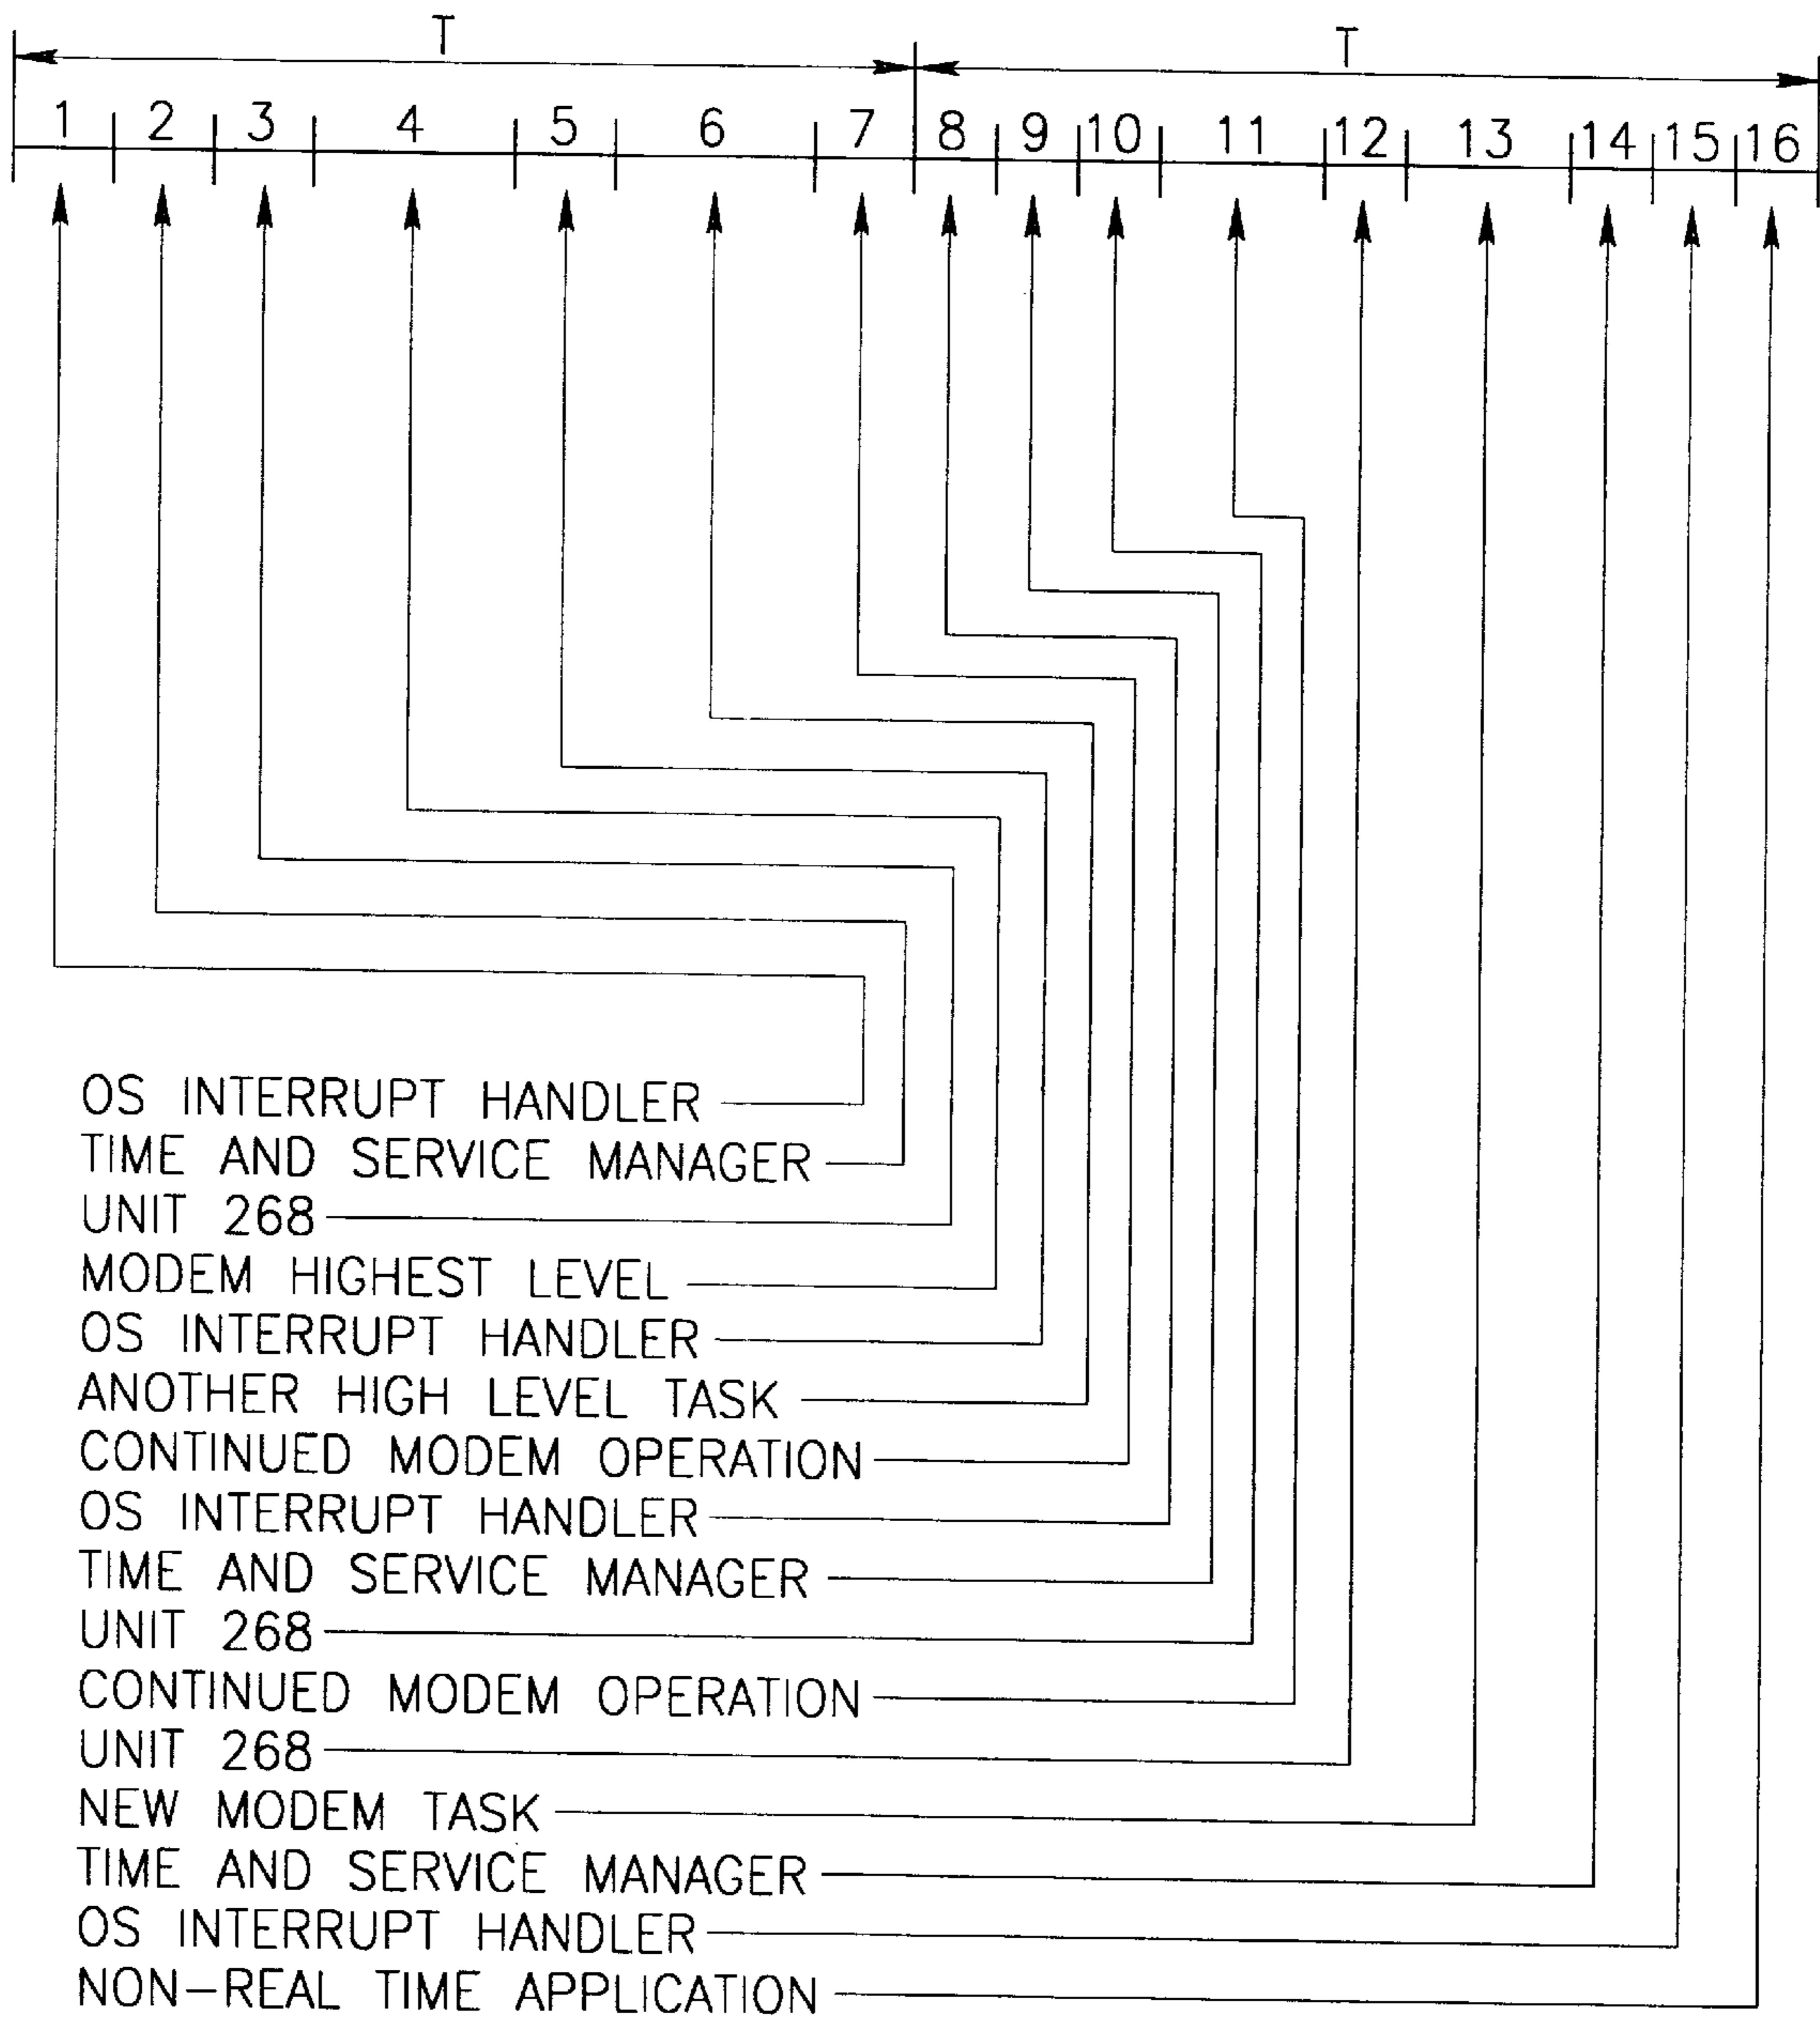 T T
1 2 3 4 5 6 7 8 9 10 11 12 13 14 15 16
OS INTERRUPT HANDLER
TIME AND SERVICE MANAGER
UNIT 268
MODEM HIGHEST LEVEL
OS INTERRUPT HANDLER
ANOTHER HIGH LEVEL TASK
CONTINUED MODEM OPERATION
OS INTERRUPT HANDLER
TIME AND SERVICE MANAGER
UNIT 268
CONTINUED MODEM OPERATION
UNIT 268
NEW MODEM TASK
TIME AND SERVICE MANAGER
OS INTERRUPT HANDLER
NON-REAL TIME APPLICATION